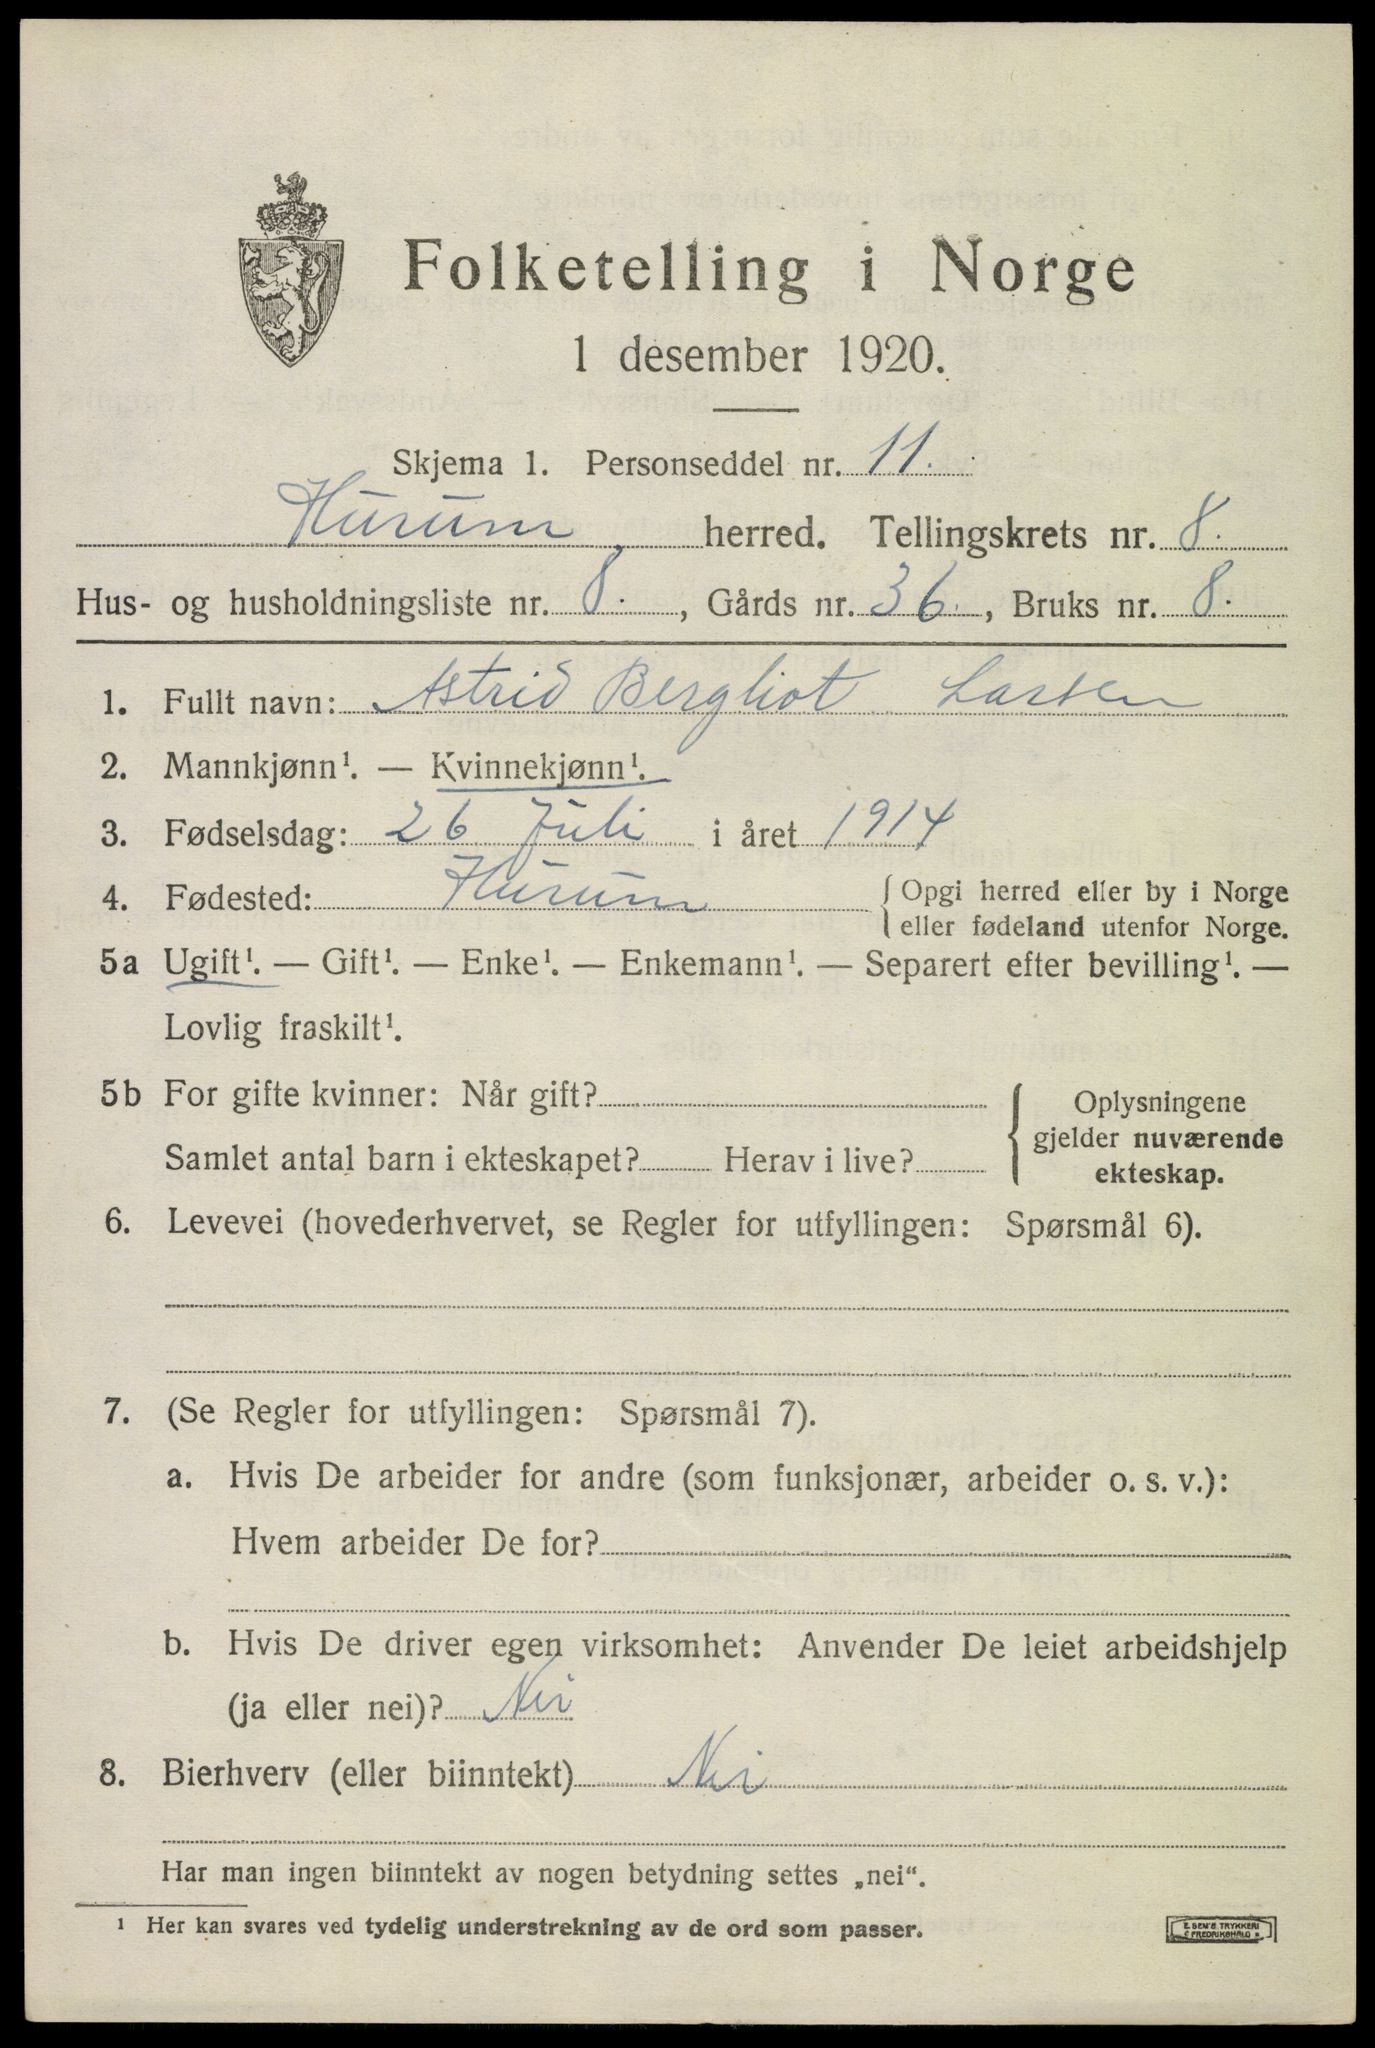 Folketelling i Norge
1 desember 1920.
Skjema 1. Personseddel nr. 11.
Hurum herred. Tellingskrets nr. 8.
Hus- og husholdningsliste nr. 8. , Gårds nr. 36. , Bruks nr. 8.
1. Fullt navn: Astrid Bergliot Larsen
2. Mannkjønn¹. — Kvinnekjønn¹.
3. Fødselsdag: 26 Juli i året 1914
4. Fødested: Hurum { Opgi herred eller by i Norge
eller fødeland utenfor Norge.
5a Ugift¹. — Gift¹. — Enke¹. — Enkemann¹. — Separert efter bevilling¹. —
Lovlig fraskilt¹.
5b For gifte kvinner: Når gift?
Samlet antal barn i ekteskapet? Herav i live?
{ Oplysningene
gjelder nuværende
ekteskap.
6. Levevei (hovederhvervet, se Regler for utfyllingen: Spørsmål 6).
7. (Se Regler for utfyllingen: Spørsmål 7).
a. Hvis De arbeider for andre (som funksjonær, arbeider o. s. v.):
Hvem arbeider De for?
b. Hvis De driver egen virksomhet: Anvender De leiet arbeidshjelp
(ja eller nei)? Nei
8. Bierhverv (eller biinntekt) Nei
Har man ingen biinntekt av nogen betydning settes „nei“.
¹ Her kan svares ved tydelig understrekning av de ord som passer.